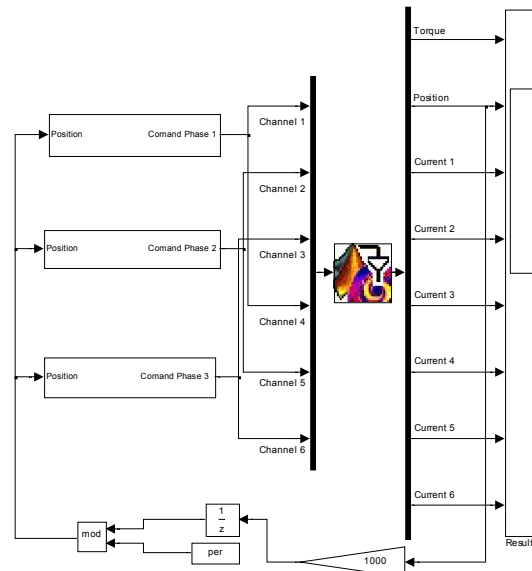 Torque
Position
Channel 1
Position
Comand Phase 1
Current 1
Channel 2
Current 2
Position
Comand Phase 2
Channel 3
Current 3
Channel 4
Position
Comand Phase 3
Current 4
Channel 5
Current 5
Channel 6
Current 6
1
z
mod
per
1000
Result